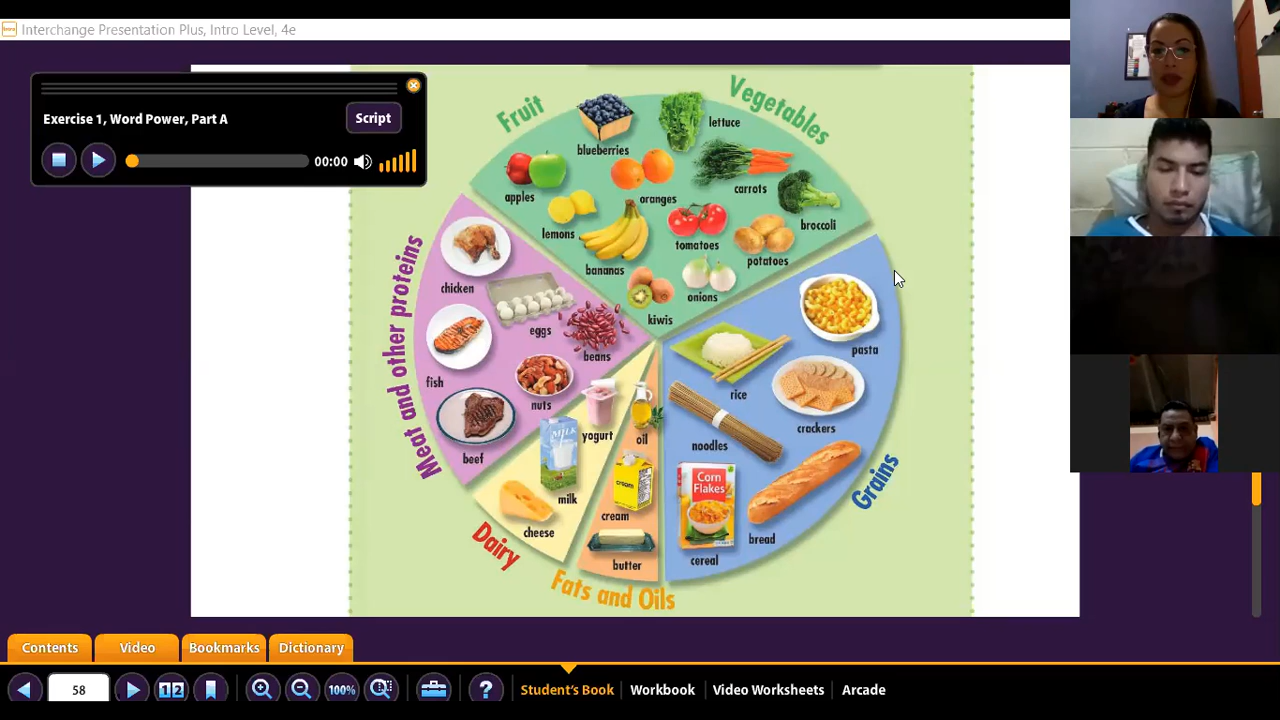 Interchange Presentation Plus, Intro Level, 4e
Exercise 1, Word Power, Part A
Script
00:00
Fruit
Vegetables
blueberries
lettuce
apples
oranges
carrots
lemons
tomatoes
broccoli
bananas
potatoes
onions
kiwis
Meat and other proteins
chicken
eggs
beans
fish
nuts
beef
Dairy
yogurt
MILK
milk
cheese
Fats and Oils
oil
cream
cream
butter
Grains
pasta
rice
crackers
noodles
Corn
Flakes
bread
cereal
Contents
Video
Bookmarks
Dictionary
58
12
100%
?
Student's Book
Workbook
Video Worksheets
Arcade